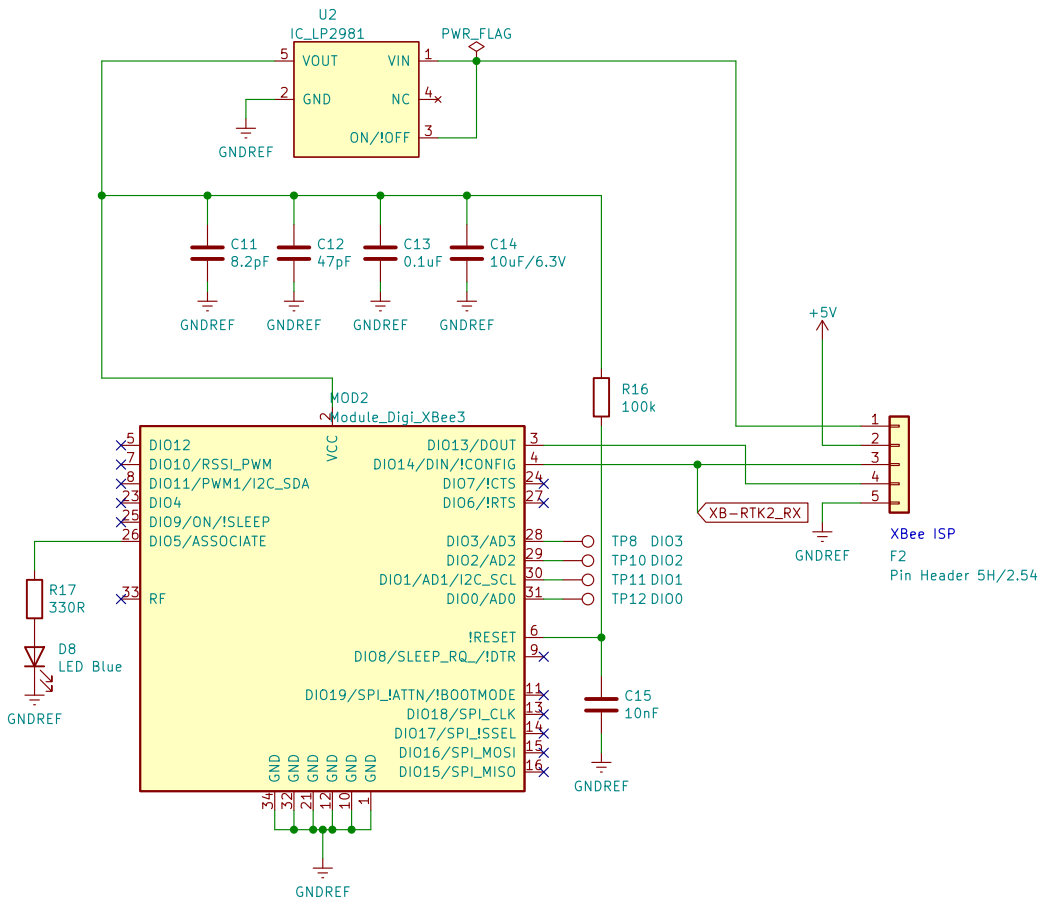 U2
IC_LP2981
PWR_FLAG
5 VOUT VIN 1
2 GND NC 4
ON/!OFF 3
GNDREF
C11
8.2pF
C12
47pF
C13
0.1uF
C14
10uF/6.3V
GNDREF GNDREF GNDREF GNDREF
+5V
R16
100k
MOD2
Module_Digi_XBee3
2
VCC
5 DIO12
7 DIO10/RSSI_PWM
8 DIO11/PWM1/I2C_SDA
23 DIO4
25 DIO9/ON/!SLEEP
26 DIO5/ASSOCIATE
33 RF
DIO13/DOUT 3
DIO14/DIN/!CONFIG 4
DIO7/!CTS 24
DIO6/!RTS 27
DIO3/AD3 28 TP8 DIO3
DIO2/AD2 29 TP10 DIO2
DIO1/AD1/I2C_SCL 30 TP11 DIO1
DIO0/AD0 31 TP12 DIO0
!RESET 6
DIO8/SLEEP_RQ_/!DTR 9
DIO19/SPI_!ATTN/!BOOTMODE 11
DIO18/SPI_CLK 13
DIO17/SPI_!SSEL 14
DIO16/SPI_MOSI 15
DIO15/SPI_MISO 16
GND GND GND GND GND GND
34 32 21 12 10 1
GNDREF
R17
330R
D8
LED Blue
GNDREF
C15
10nF
GNDREF
XB-RTK2_RX
1
2
3
4
5
GNDREF
XBee ISP
F2
Pin Header 5H/2.54